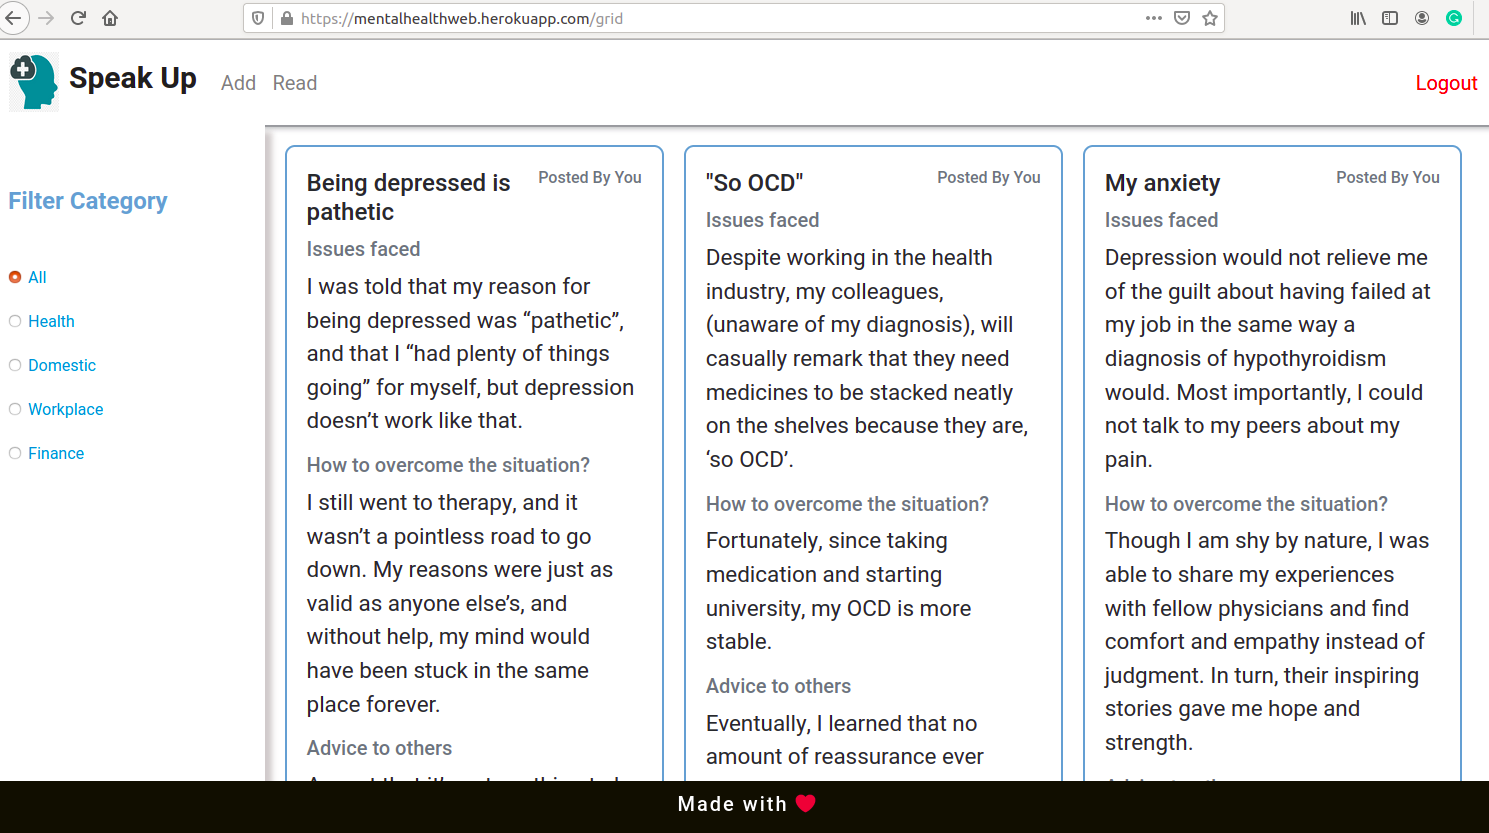 https://mentalhealthweb.herokuapp.com/grid
Speak Up
Add Read
Logout
Filter Category
All
Health
Domestic
Workplace
Finance
Being depressed is
pathetic
Posted By You
Issues faced
I was told that my reason for
being depressed was “pathetic”,
and that I “had plenty of things
going” for myself, but depression
doesn’t work like that.
How to overcome the situation?
I still went to therapy, and it
wasn’t a pointless road to go
down. My reasons were just as
valid as anyone else’s, and
without help, my mind would
have been stuck in the same
place forever.
Advice to others
"So OCD"
Posted By You
Issues faced
Despite working in the health
industry, my colleagues,
(unaware of my diagnosis), will
casually remark that they need
medicines to be stacked neatly
on the shelves because they are,
‘so OCD’.
How to overcome the situation?
Fortunately, since taking
medication and starting
university, my OCD is more
stable.
Advice to others
Eventually, I learned that no
amount of reassurance ever
My anxiety
Posted By You
Issues faced
Depression would not relieve me
of the guilt about having failed at
my job in the same way a
diagnosis of hypothyroidism
would. Most importantly, I could
not talk to my peers about my
pain.
How to overcome the situation?
Though I am shy by nature, I was
able to share my experiences
with fellow physicians and find
comfort and empathy instead of
judgment. In turn, their inspiring
stories gave me hope and
strength.
Made with